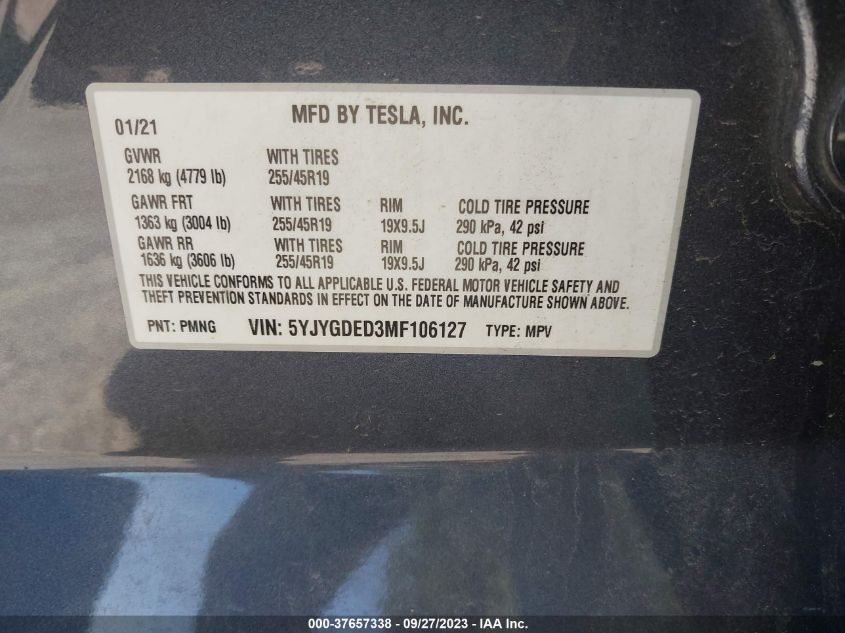 MFD BY TESLA, INC.
01/21
GVWR WITH TIRES
2168 kg (4779 lb) 255/45R19
GAWR FRT WITH TIRES RIM COLD TIRE PRESSURE
1363 kg (3004 lb) 255/45R19 19X9.5J 290 kPa, 42 psi
GAWR RR WITH TIRES RIM COLD TIRE PRESSURE
1636 kg (3606 lb) 255/45R19 19X9.5J 290 kPa, 42 psi
THIS VEHICLE CONFORMS TO ALL APPLICABLE U.S. FEDERAL MOTOR VEHICLE SAFETY AND
THEFT PREVENTION STANDARDS IN EFFECT ON THE DATE OF MANUFACTURE SHOWN ABOVE.
PNT: PMNG VIN: 5YJYGDED3MF106127 TYPE: MPV
© - 37657338 - 09/27/2023 - IAA Inc.